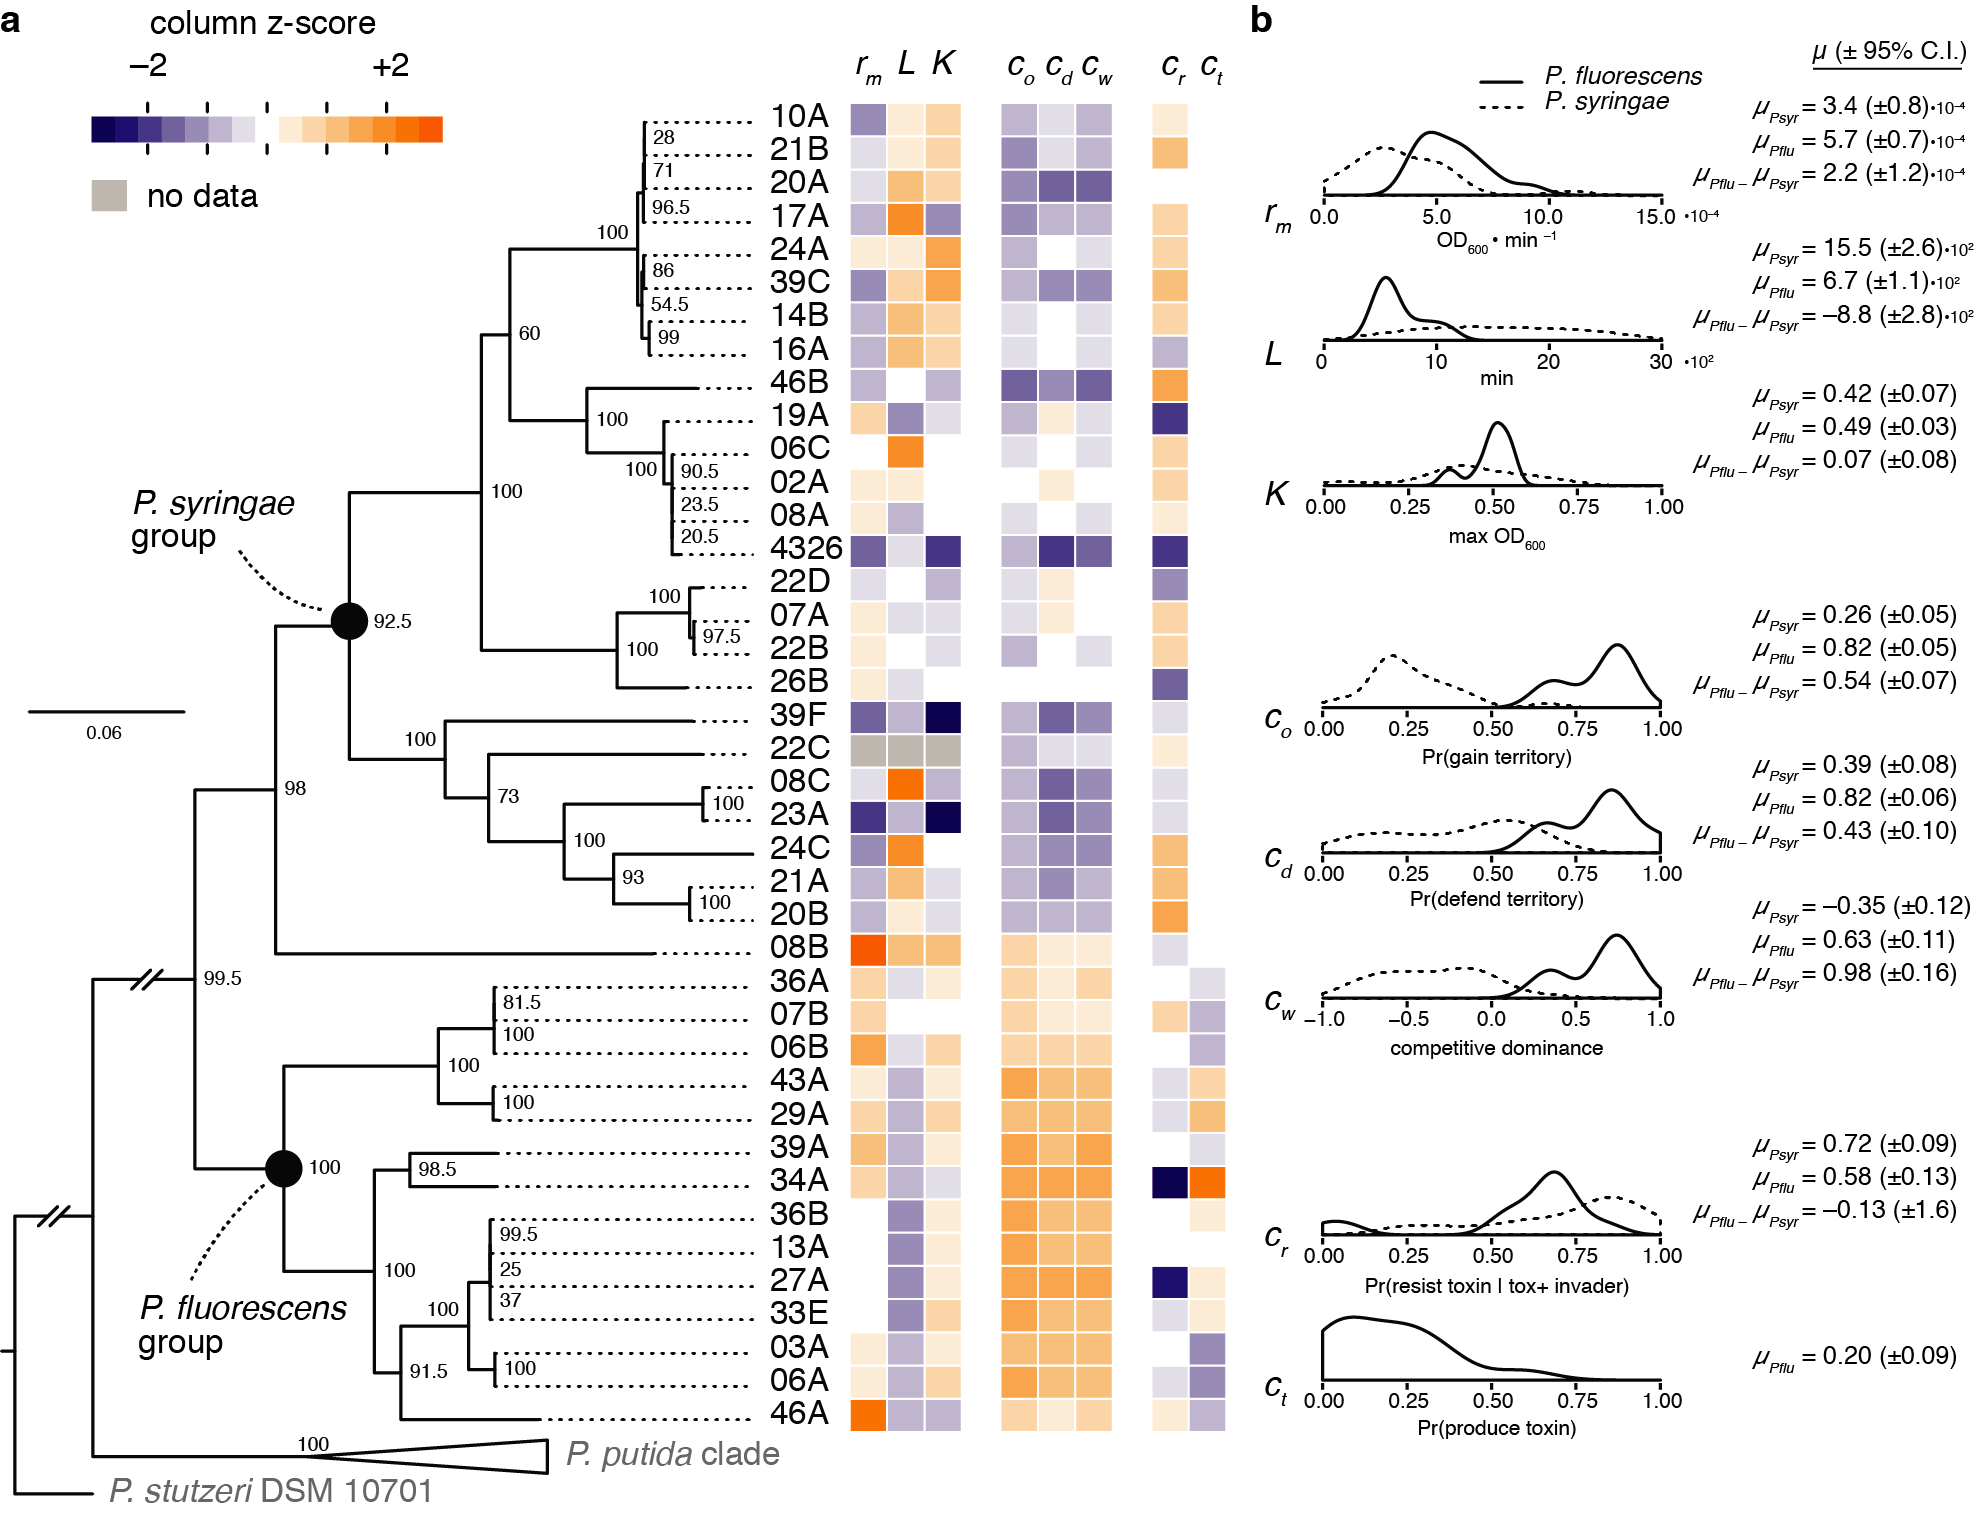 a
column z-score
−2 +2
no data
r_m L K c_o c_d c_w c_r c_t
10A
21B
20A
17A
24A
39C
14B
16A
46B
19A
06C
02A
08A
4326
22D
07A
22B
26B
39F
22C
08C
23A
24C
21A
20B
08B
36A
07B
06B
43A
29A
39A
34A
36B
13A
27A
33E
03A
06A
46A
28
71
96.5
100
86
54.5
99
60
100
100
90.5
23.5
20.5
100
100
97.5
100
92.5
100
73
100
100
93
100
98
99.5
81.5
100
100
100
100
98.5
99.5
25
37
100
100
100
91.5
100
P. syringae
group
0.06
P. fluorescens
group
P. putida clade
P. stutzeri DSM 10701
b
μ (± 95% C.I.)
P. fluorescens
P. syringae
μPsyr = 3.4 (±0.8)•10⁻⁴
μPflu = 5.7 (±0.7)•10⁻⁴
μPflu − μPsyr = 2.2 (±1.2)•10⁻⁴
r_m
0.0 5.0 10.0 15.0 •10⁻⁴
OD600 • min −1
μPsyr = 15.5 (±2.6)•10²
μPflu = 6.7 (±1.1)•10²
μPflu − μPsyr = −8.8 (±2.8)•10²
L
0 10 20 30 •10²
min
μPsyr = 0.42 (±0.07)
μPflu = 0.49 (±0.03)
μPflu − μPsyr = 0.07 (±0.08)
K
0.00 0.25 0.50 0.75 1.00
max OD600
μPsyr = 0.26 (±0.05)
μPflu = 0.82 (±0.05)
μPflu − μPsyr = 0.54 (±0.07)
c_o
0.00 0.25 0.50 0.75 1.00
Pr(gain territory)
μPsyr = 0.39 (±0.08)
μPflu = 0.82 (±0.06)
μPflu − μPsyr = 0.43 (±0.10)
c_d
0.00 0.25 0.50 0.75 1.00
Pr(defend territory)
μPsyr = −0.35 (±0.12)
μPflu = 0.63 (±0.11)
μPflu − μPsyr = 0.98 (±0.16)
c_w
−1.0 −0.5 0.0 0.5 1.0
competitive dominance
μPsyr = 0.72 (±0.09)
μPflu = 0.58 (±0.13)
μPflu − μPsyr = −0.13 (±1.6)
c_r
0.00 0.25 0.50 0.75 1.00
Pr(resist toxin | tox+ invader)
μPflu = 0.20 (±0.09)
c_t
0.00 0.25 0.50 0.75 1.00
Pr(produce toxin)